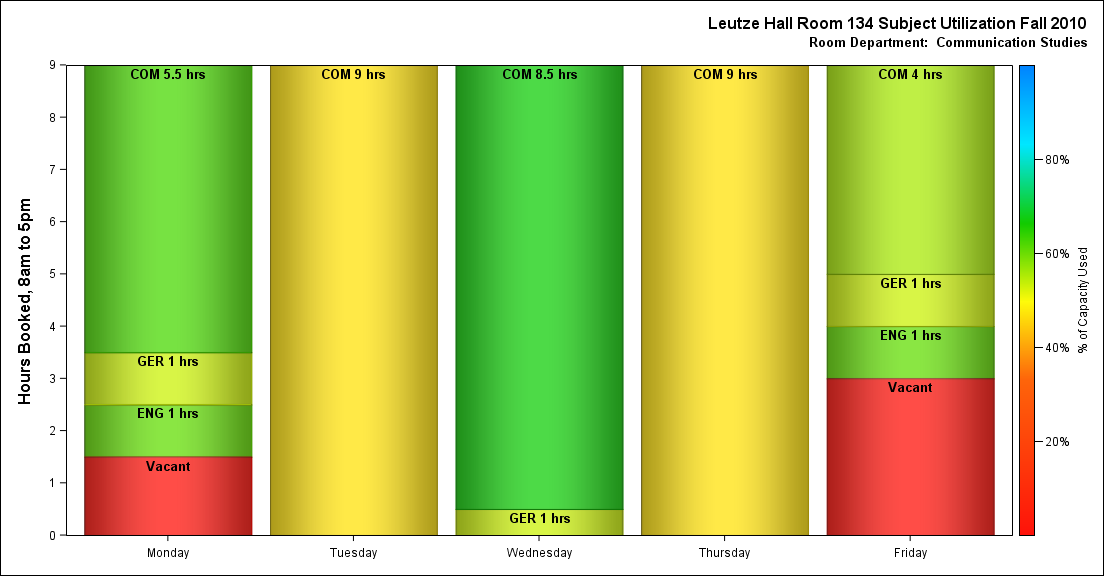 Leutze Hall Room 134 Subject Utilization Fall 2010
Room Department:  Communication Studies
Hours Booked, 8am to 5pm
9
8
7
6
5
4
3
2
1
0
COM 5.5 hrs
GER 1 hrs
ENG 1 hrs
Vacant
COM 9 hrs
COM 8.5 hrs
GER 1 hrs
COM 9 hrs
COM 4 hrs
GER 1 hrs
ENG 1 hrs
Vacant
Monday
Tuesday
Wednesday
Thursday
Friday
80%
60%
40%
20%
% of Capacity Used